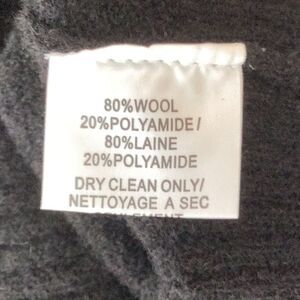 80%WOOL
20%POLYAMIDE/
80%LAINE
20%POLYAMIDE
DRY CLEAN ONLY/
NETTOYAGE A SEC